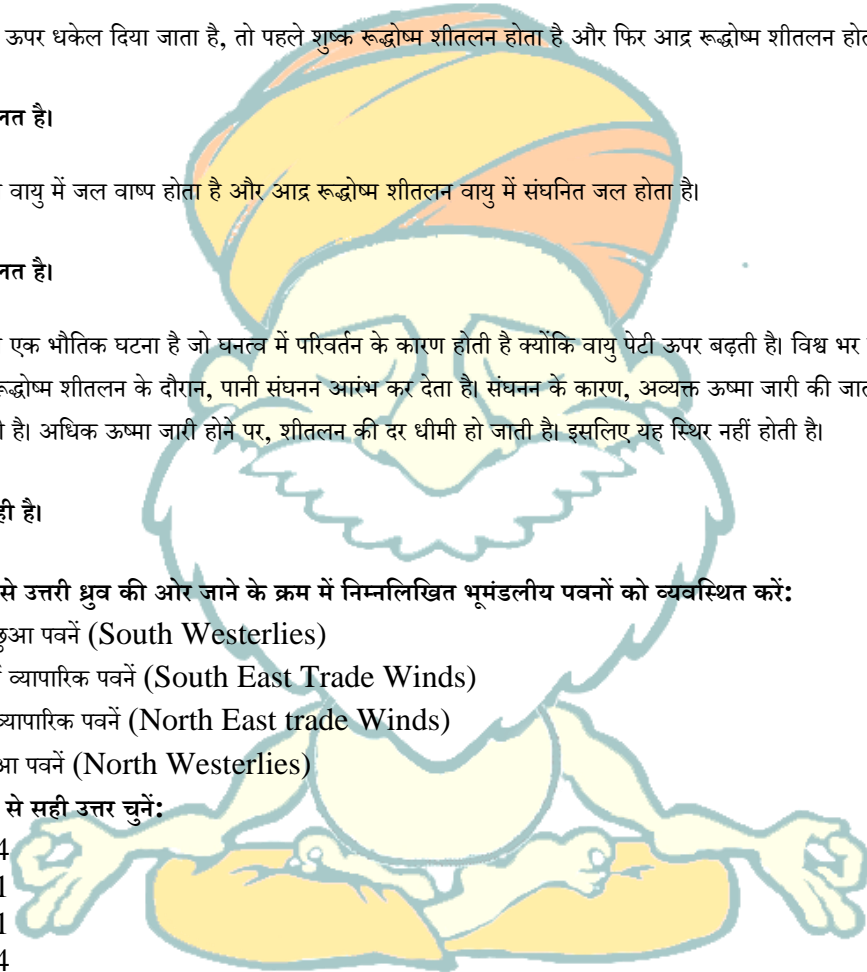 ऊपर धकेल दिया जाता है, तो पहले शुष्क रूद्धोष्म शीतलन होता है और फिर आद्र रूद्धोष्म शीतलन
है।
वायु में जल वाष्प होता है और आद्र रूद्धोष्म शीतलन वायु में संघनित जल होता है।
है।
एक भौतिक घटना है जो घनत्व में परिवर्तन के कारण होती है क्योंकि वायु पेटी ऊपर बढ़ती है। विश्व भर
रूद्धोष्म शीतलन के दौरान, पानी संघनन आरंभ कर देता है। संघनन के कारण, अव्यक्त ऊष्मा जारी की
है। अधिक ऊष्मा जारी होने पर, शीतलन की दर धीमी हो जाती है। इसलिए यह स्थिर नहीं होती है।
है।
से उत्तरी ध्रुव की ओर जाने के क्रम में निम्नलिखित भूमंडलीय पवनों को व्यवस्थित करें:
पवनें (South Westerlies)
व्यापारिक पवनें (South East Trade Winds)
पवनें (North East trade Winds)
पवनें (North Westerlies)
से सही उत्तर चुनें:
4
1
1
4